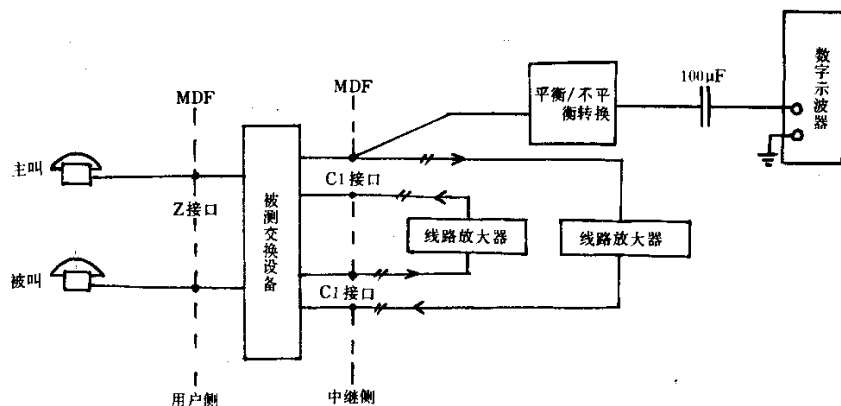 MDF
MDF
主叫
被叫
Z接口
C1接口
C1接口
被测交换设备
线路放大器
线路放大器
平衡/不平
衡转换
100μF
数字示波器
用户侧
中继侧